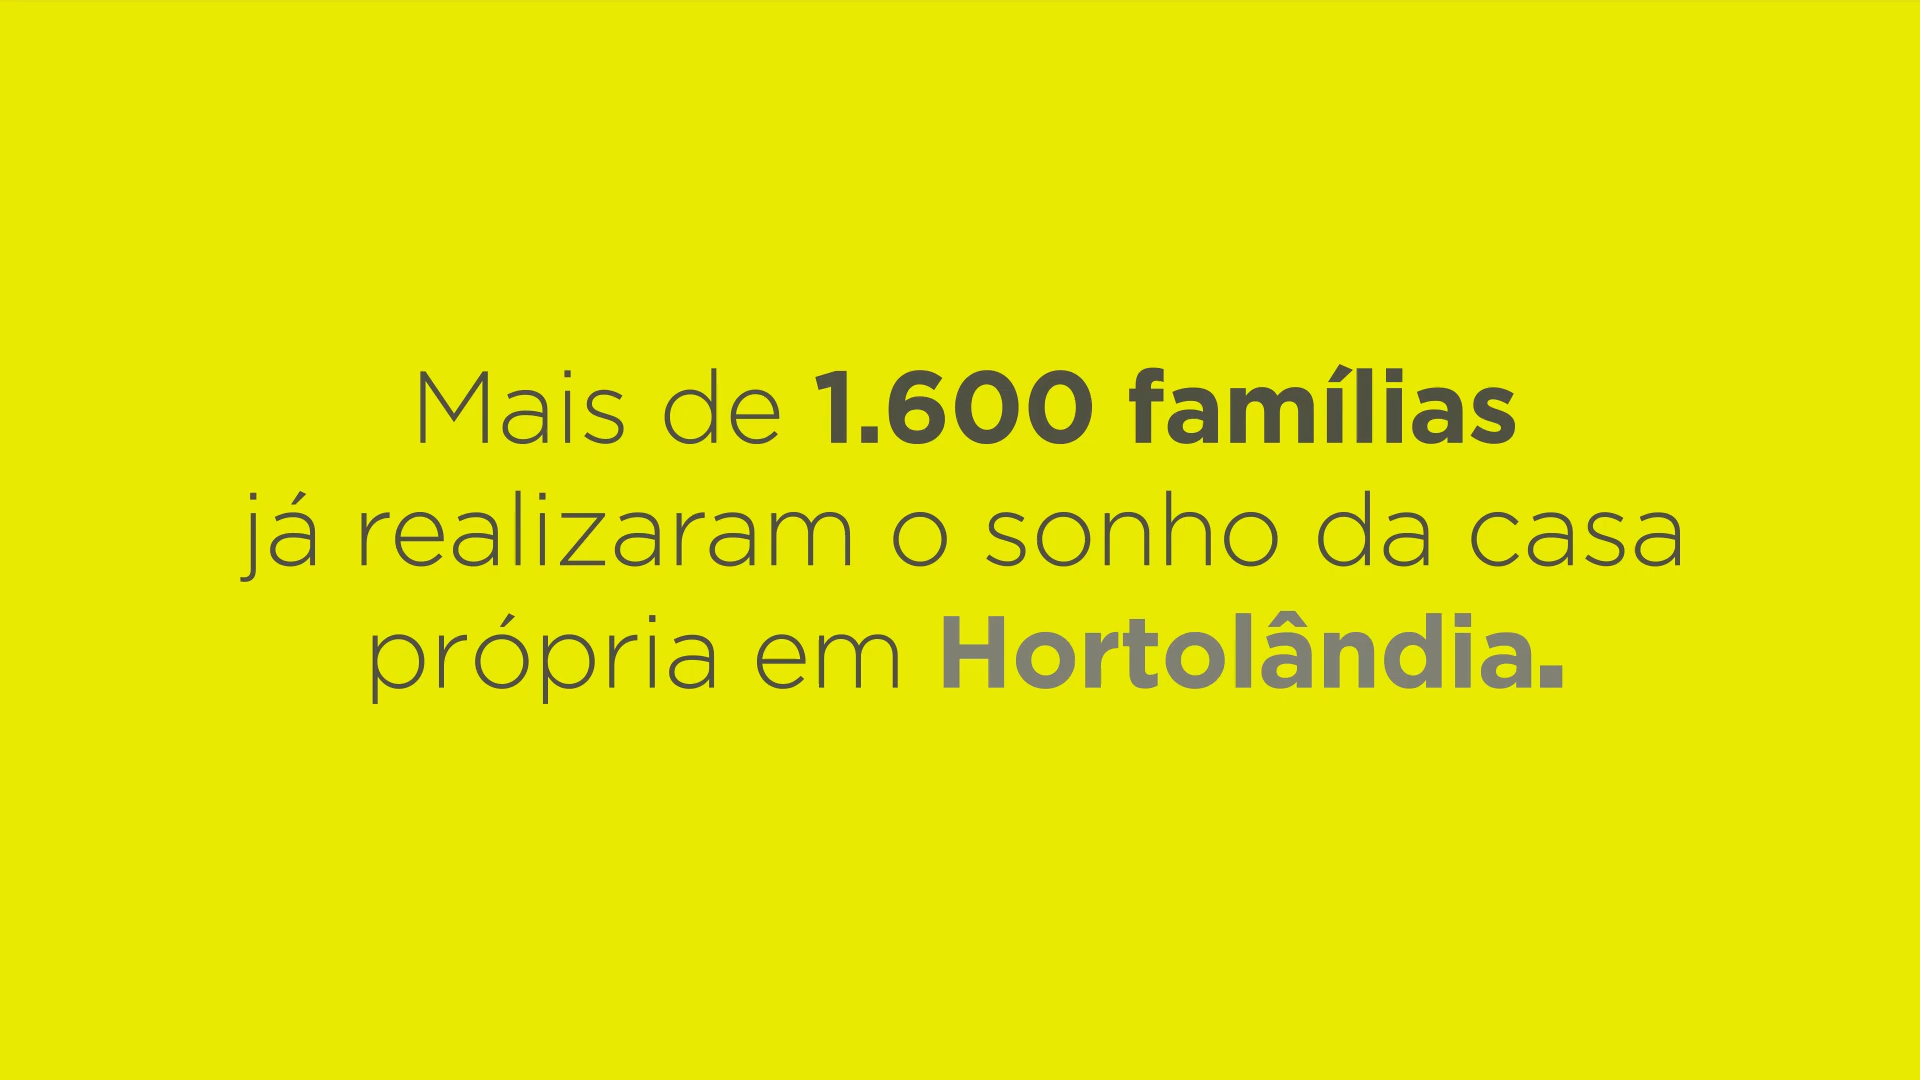 Mais de 1.600 famílias
já realizaram o sonho da casa
própria em Hortolândia.